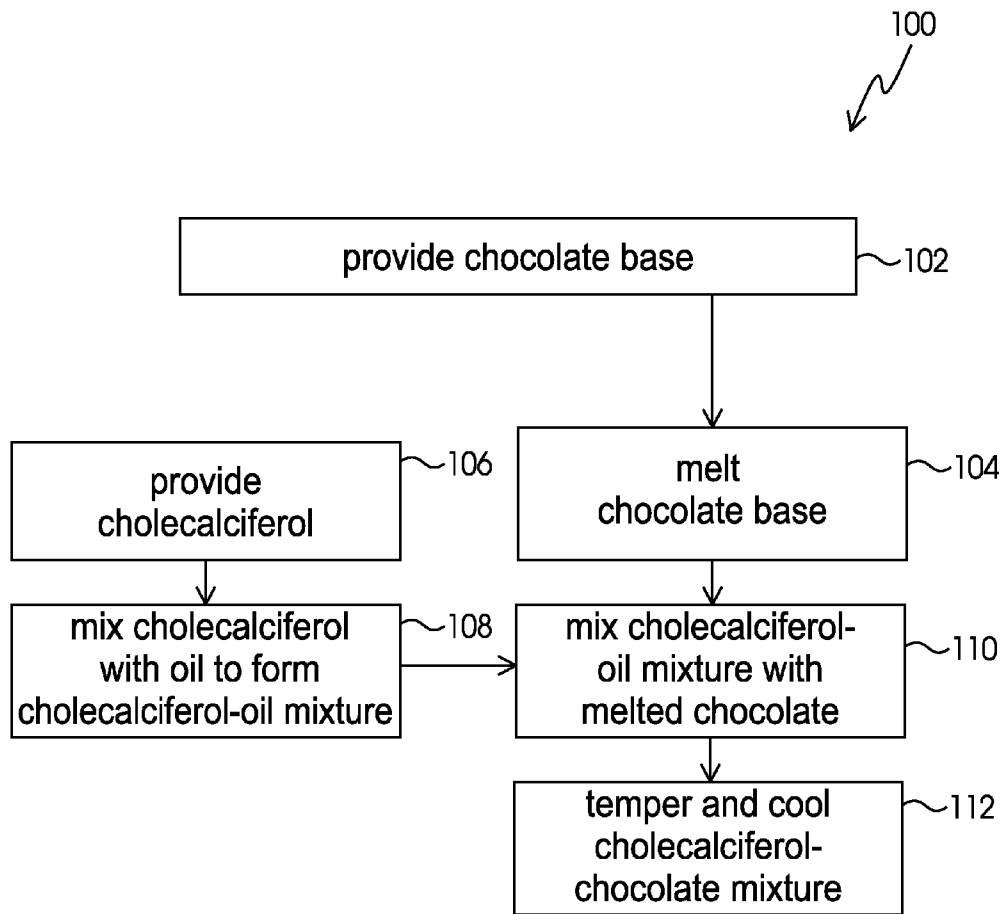 100
provide chocolate base
102
provide
cholecalciferol
106
melt
chocolate base
104
mix cholecalciferol
with oil to form
cholecalciferol-oil mixture
108
mix cholecalciferol-
oil mixture with
melted chocolate
110
temper and cool
cholecalciferol-
chocolate mixture
112